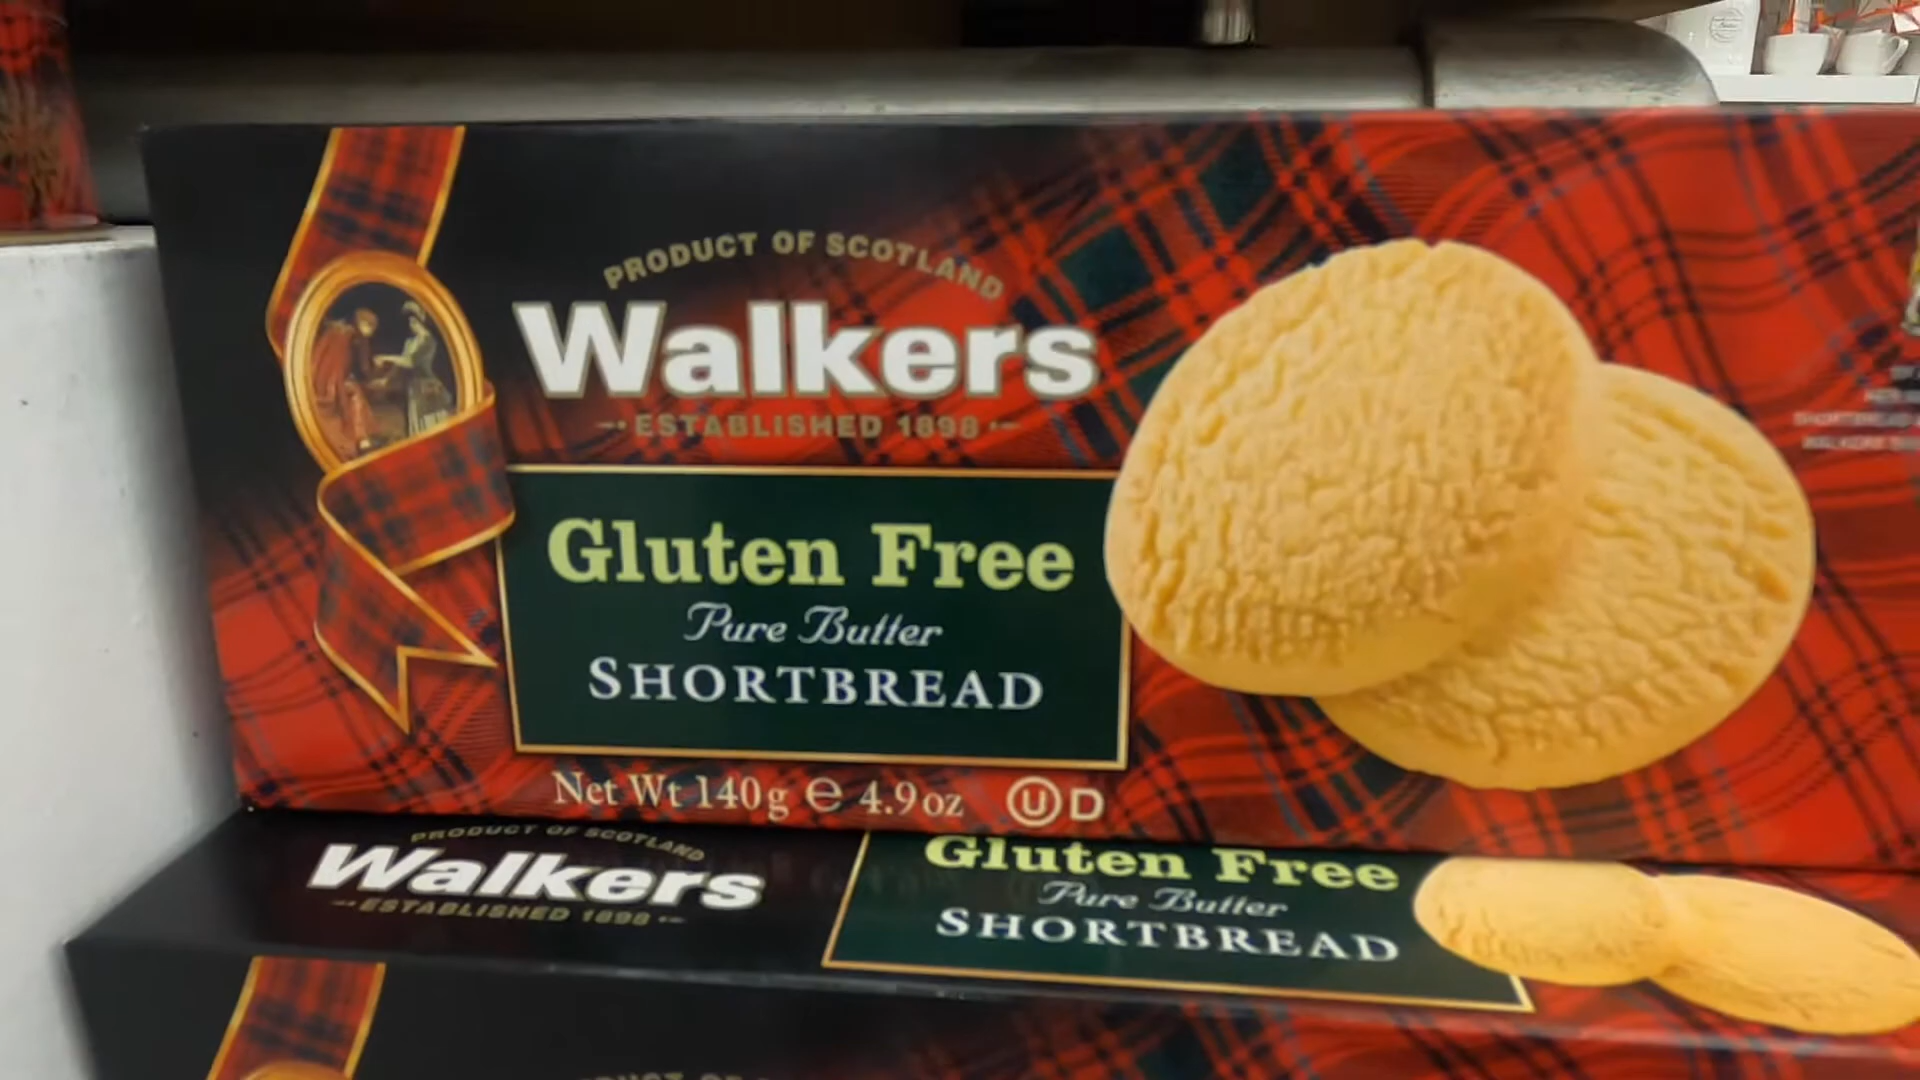 PRODUCT OF SCOTLAND
Walkers
ESTABLISHED 1898
Gluten Free
Pure Butter
SHORTBREAD
Net Wt 140g e 4.9oz U D
PRODUCT OF SCOTLAND
Walkers
ESTABLISHED 1898
Gluten Free
Pure Butter
SHORTBREAD